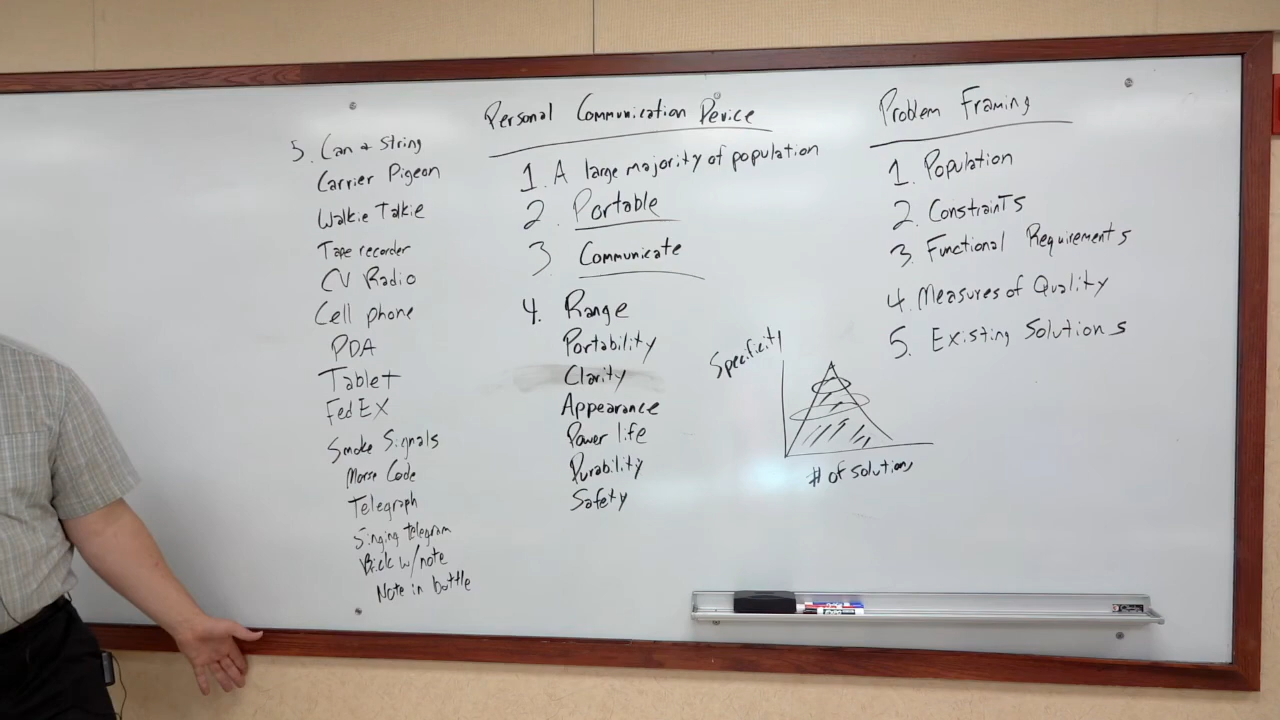 5. Can & String
Carrier Pigeon
Walkie Talkie
Tape recorder
CV Radio
Cell phone
PDA
Tablet
Fed EX
Smoke Signals
Morse Code
Telegraph
Singing telegram
Brick w/note
Note in bottle
Personal Communication Device
1. A large majority of population
2. Portable
3 Communicate
4. Range
Portability
Clarity
Appearance
Power life
Durability
Safety
Problem Framing
1. Population
2. Constraints
3. Functional Requirements
4. Measures of Quality
5. Existing Solutions
Specificity
# of solutions